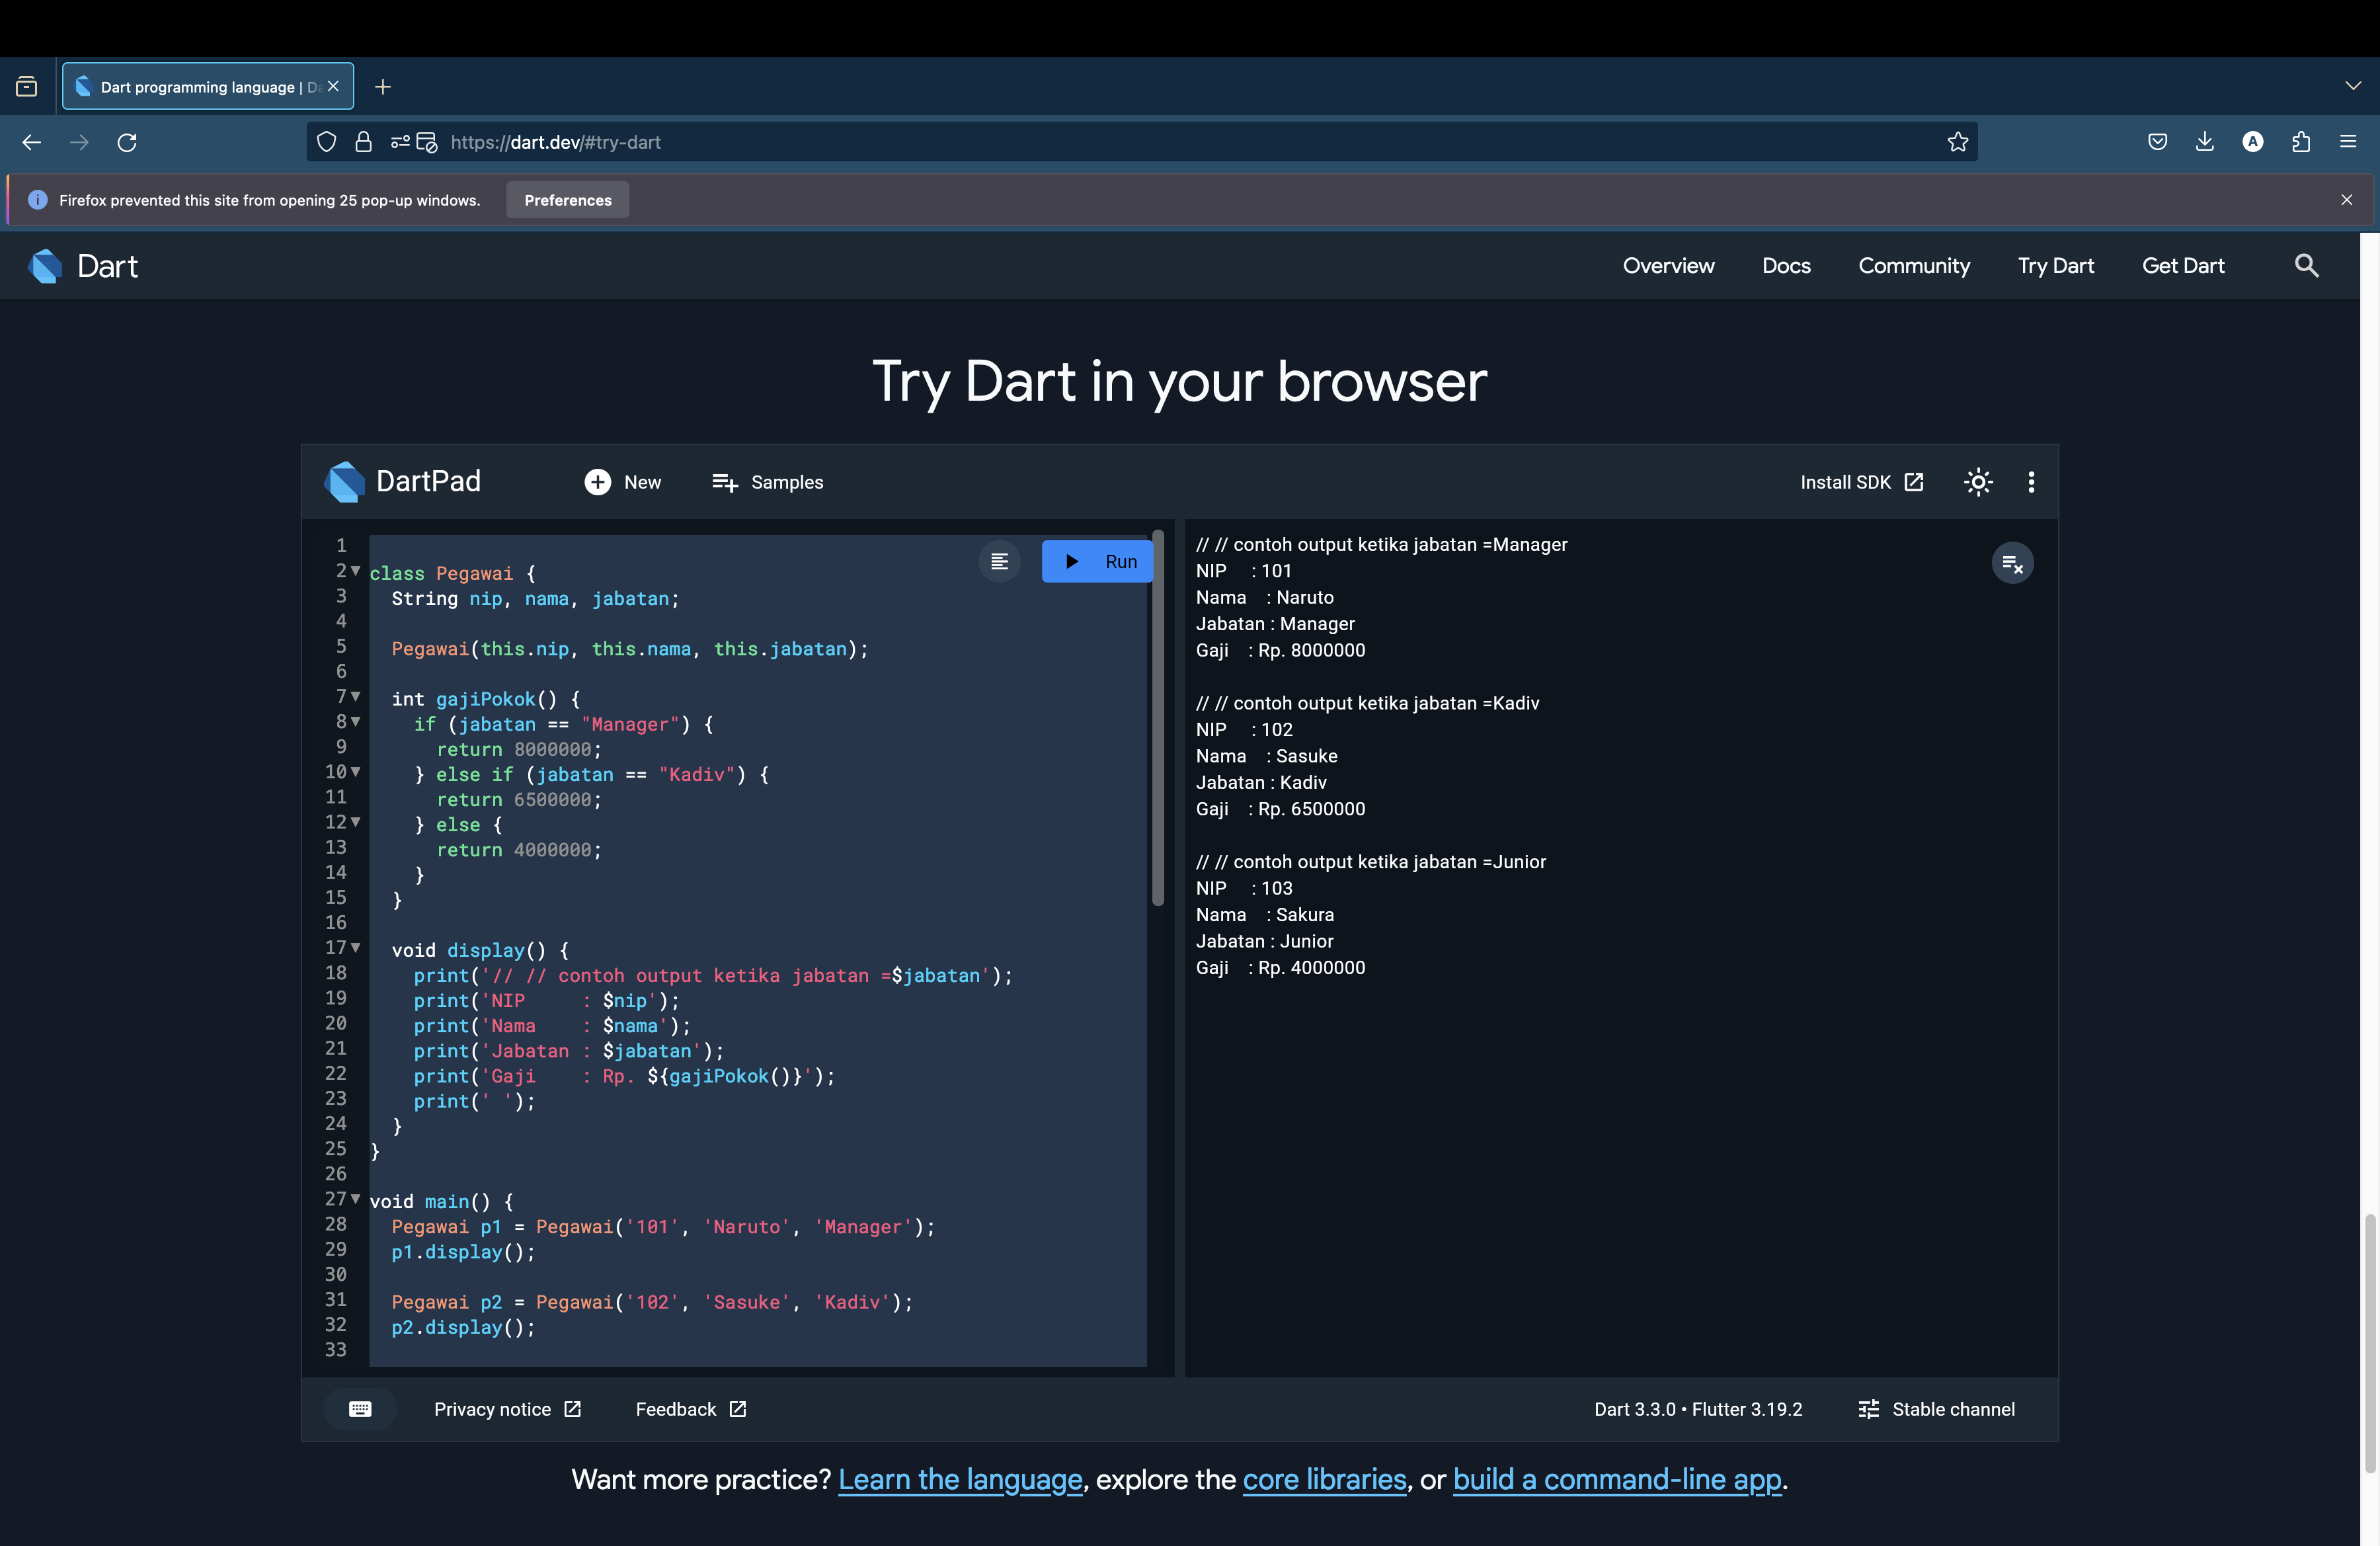 Dart programming language | Da
https://dart.dev/#try-dart
A
Firefox prevented this site from opening 25 pop-up windows.
Preferences
Dart
Overview
Docs
Community
Try Dart
Get Dart
Try Dart in your browser
DartPad
New
Samples
Install SDK
Run
1
2 class Pegawai {
3 String nip, nama, jabatan;
4
5 Pegawai(this.nip, this.nama, this.jabatan);
6
7 int gajiPokok() {
8 if (jabatan == "Manager") {
9 return 8000000;
10 } else if (jabatan == "Kadiv") {
11 return 6500000;
12 } else {
13 return 4000000;
14 }
15 }
16
17 void display() {
18 print('// // contoh output ketika jabatan =$jabatan');
19 print('NIP     : $nip');
20 print('Nama    : $nama');
21 print('Jabatan : $jabatan');
22 print('Gaji    : Rp. ${gajiPokok()}');
23 print(' ');
24 }
25 }
26
27 void main() {
28 Pegawai p1 = Pegawai('101', 'Naruto', 'Manager');
29 p1.display();
30
31 Pegawai p2 = Pegawai('102', 'Sasuke', 'Kadiv');
32 p2.display();
33
// // contoh output ketika jabatan =Manager
NIP     : 101
Nama    : Naruto
Jabatan : Manager
Gaji    : Rp. 8000000
// // contoh output ketika jabatan =Kadiv
NIP     : 102
Nama    : Sasuke
Jabatan : Kadiv
Gaji    : Rp. 6500000
// // contoh output ketika jabatan =Junior
NIP     : 103
Nama    : Sakura
Jabatan : Junior
Gaji    : Rp. 4000000
Privacy notice
Feedback
Dart 3.3.0 • Flutter 3.19.2
Stable channel
Want more practice? Learn the language, explore the core libraries, or build a command-line app.